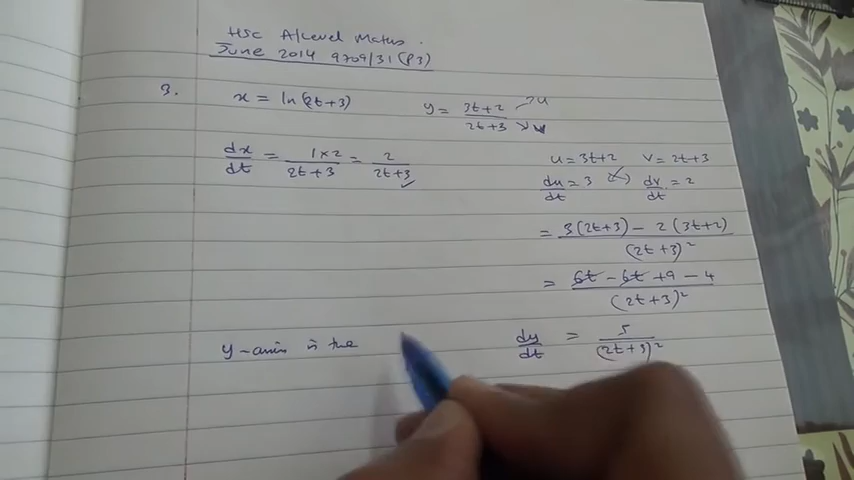 HSC A/Level Maths.
June 2014 9709/31 (P3)
3. x = ln(2t+3) y = 3t+2 / 2t+3 → u → v
dx/dt = 1×2 / 2t+3 = 2 / 2t+3 ✓
u = 3t+2 v = 2t+3
du/dt = 3 dv/dt = 2
= 3(2t+3) - 2(3t+2) / (2t+3)²
= 6t - 6t + 9 - 4 / (2t+3)²
dy/dt = 5 / (2t+3)²
y-axis is the